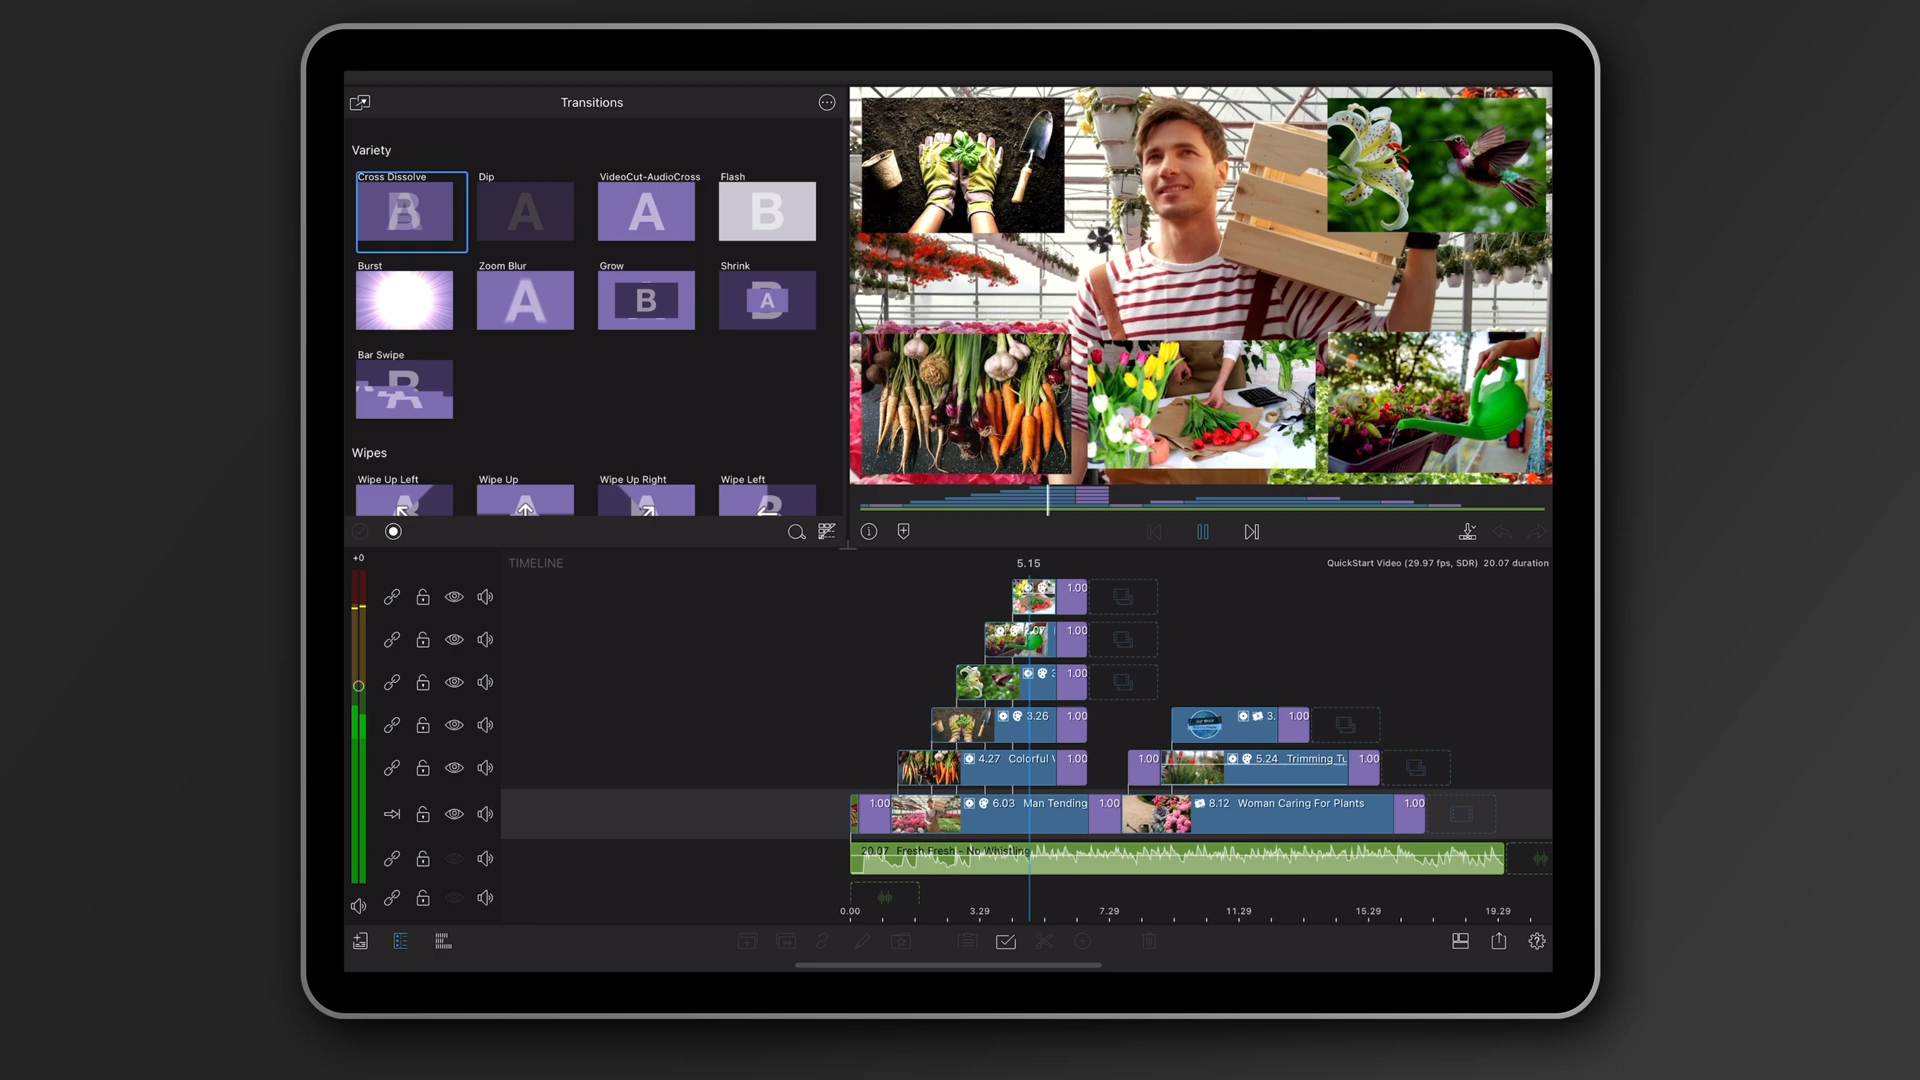 Transitions
Variety
Cross Dissolve
Dip
VideoCut-AudioCross
Flash
B
A
A
B
Burst
Zoom Blur
Grow
Shrink
A
B
A
Bar Swipe
Wipes
Wipe Up Left
Wipe Up
Wipe Up Right
Wipe Left
+0
TIMELINE
5.15
QuickStart Video (29.97 fps, SDR) 20.07 duration
1.00
1.00
1.00
3.26
1.00
3.
1.00
4.27 Colorful
1.00
1.00
5.24 Trimming
1.00
1.00
6.03 Man Tending
1.00
8.12 Woman Caring For Plants
1.00
20.07 Fresh Fresh - No Whistling
0.00
3.29
7.29
11.29
15.29
19.29